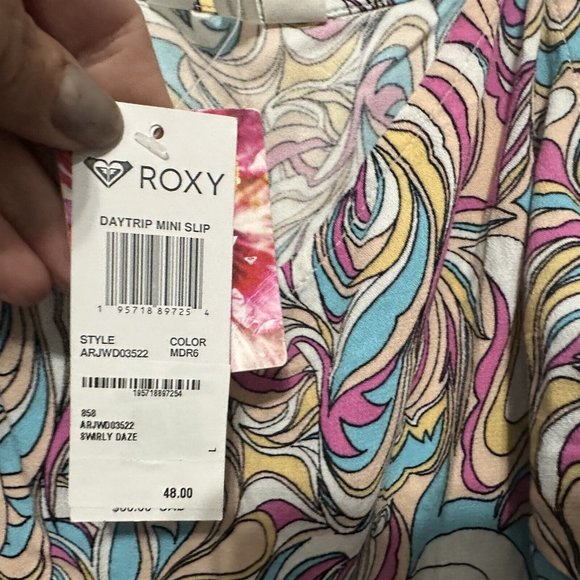 ROXY
DAYTRIP MINI SLIP
1 95718 89725 4
STYLE COLOR
ARJWD03522 MDR6
195718897254
858
ARJWD03522
SWIRLY DAZE
L
48.00